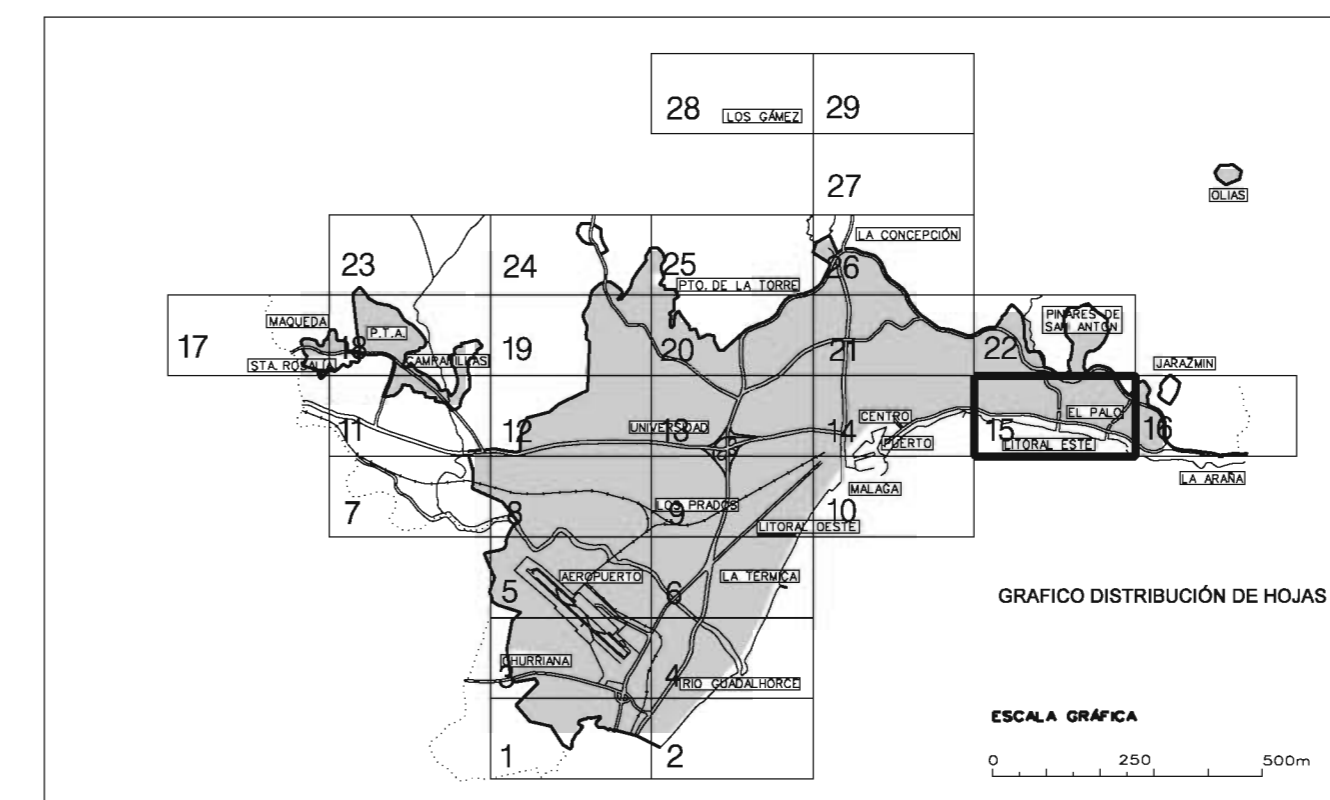 28 LOS GÁMEZ 29
27
OLIAS
LA CONCEPCIÓN
23 24 25 26
PTO. DE LA TORRE
MAQUEDA P.T.A. PINARES DE SAN ANTÓN
17 STA. ROSALÍA 18 CAMPANILLAS 19 20 21 22 JARAZMIN
CENTRO EL PALO
11 12 UNIVERSIDAD 13 14 PUERTO 15 LITORAL ESTE 16
LA ARAÑA
MALAGA
7 8 LOS PRADOS 9 10
LITORAL OESTE
5 AEROPUERTO 6 LA TERMICA
GRAFICO DISTRIBUCIÓN DE HOJAS
CHURRIANA
3 4 RIO GUADALHORCE
ESCALA GRÁFICA
1 2
0 250 500m